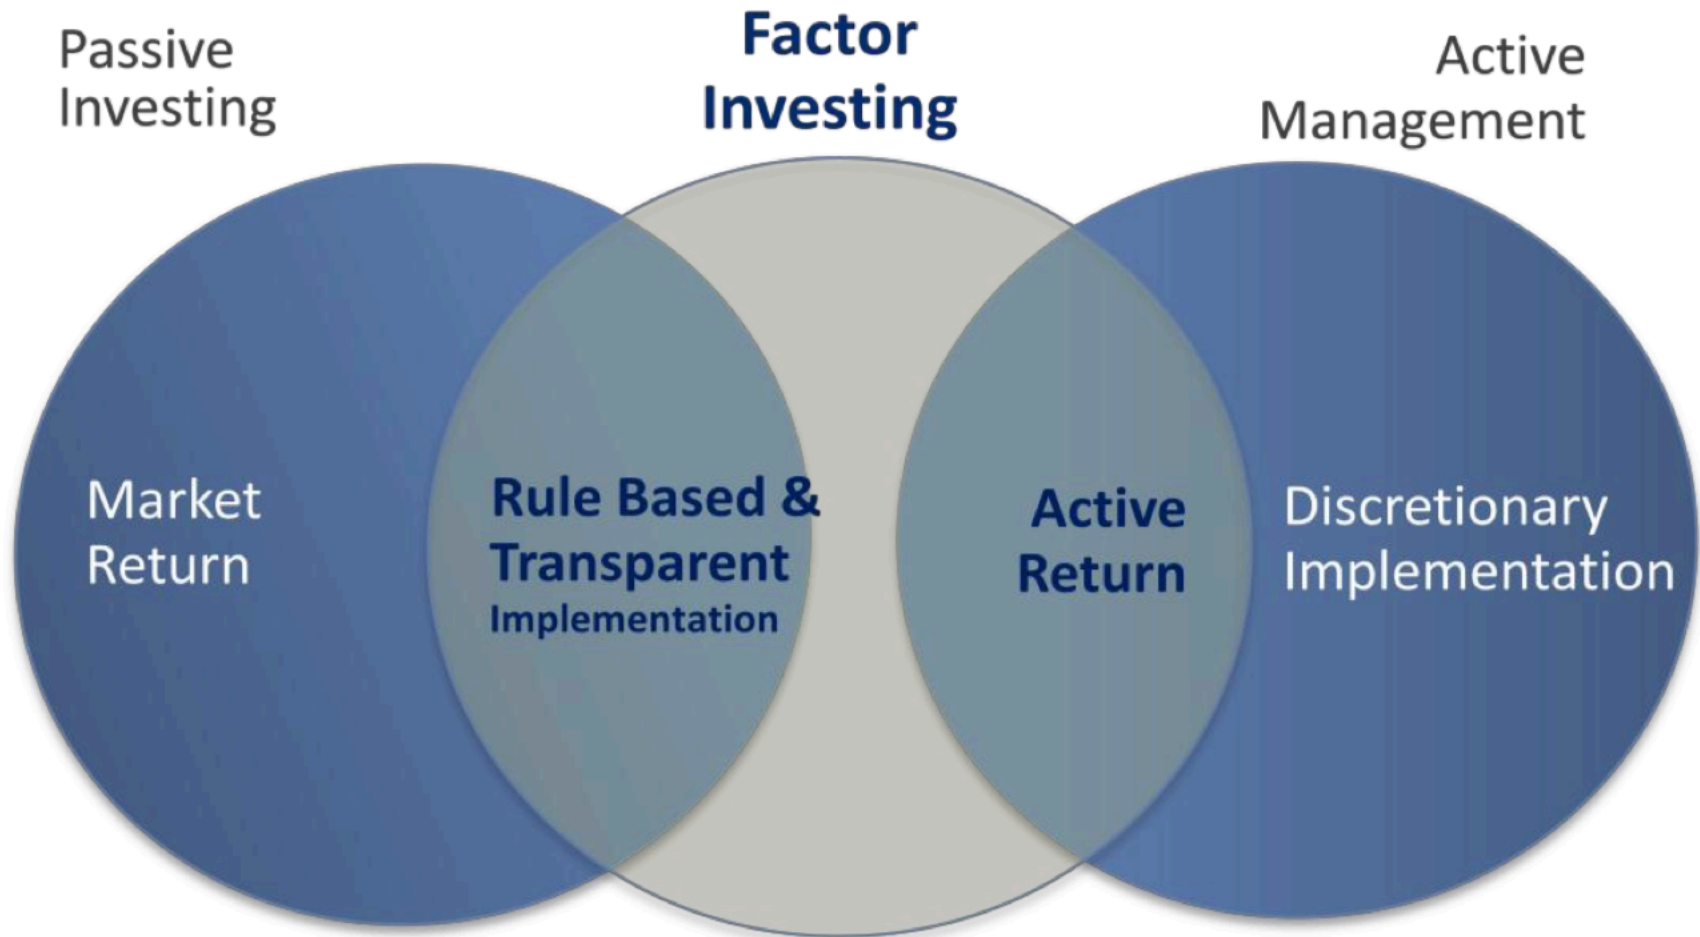 Passive
Investing
Factor
Investing
Active
Management
Market
Return
Rule Based &
Transparent
Implementation
Active
Return
Discretionary
Implementation